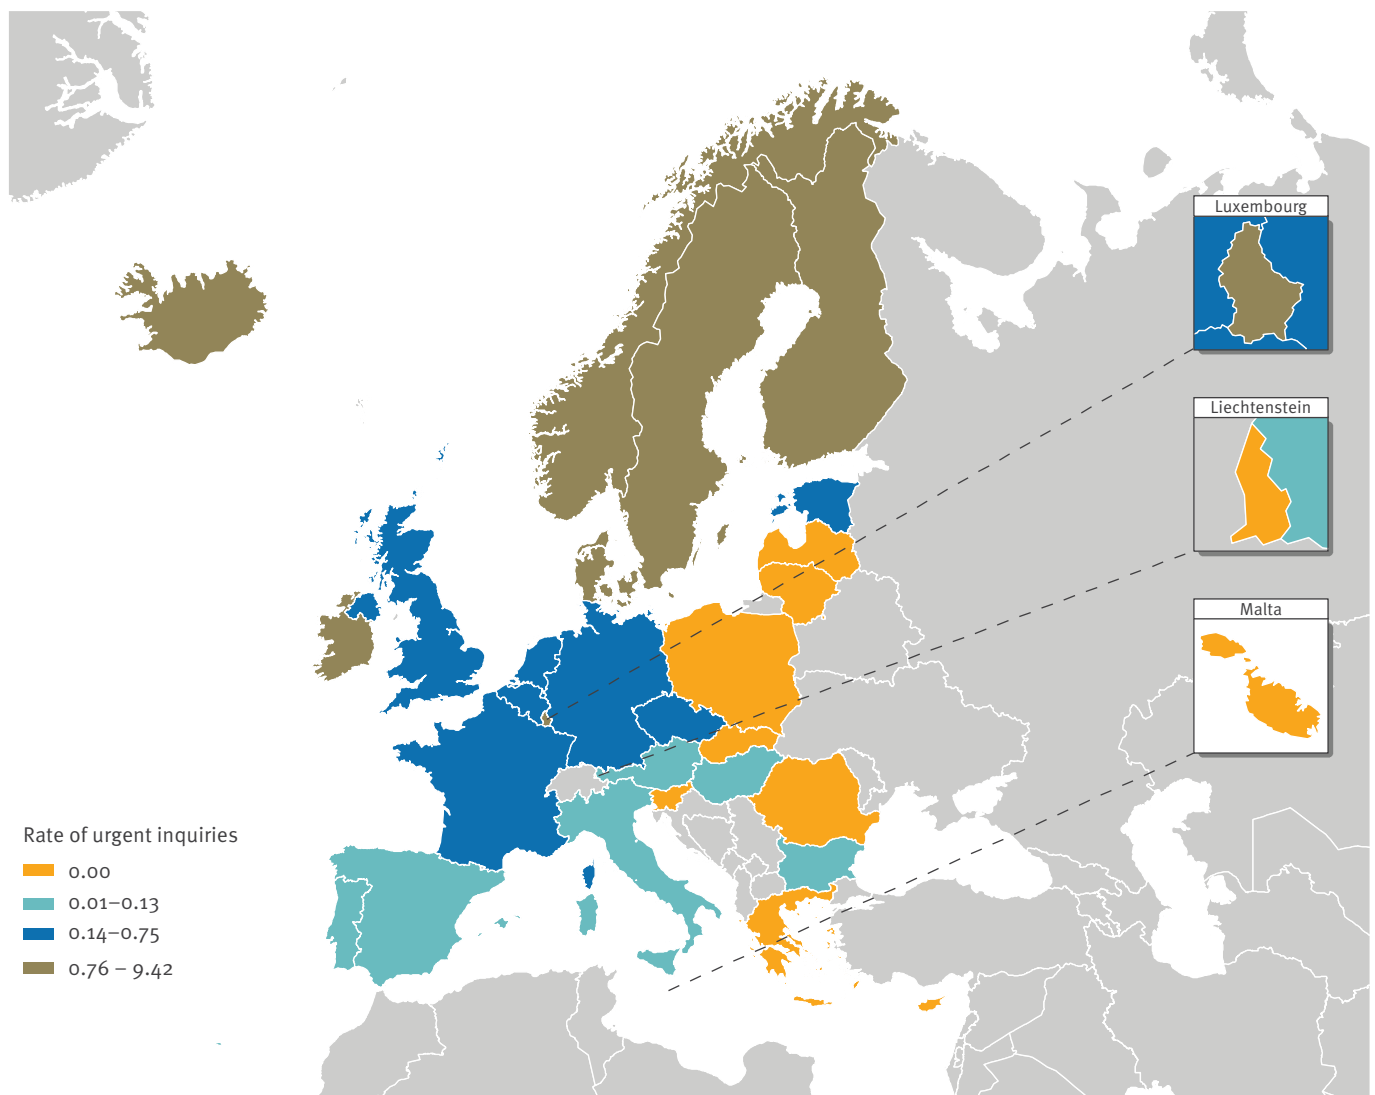 Luxembourg
Liechtenstein
Malta
Rate of urgent inquiries
0.00
0.01–0.13
0.14–0.75
0.76 – 9.42